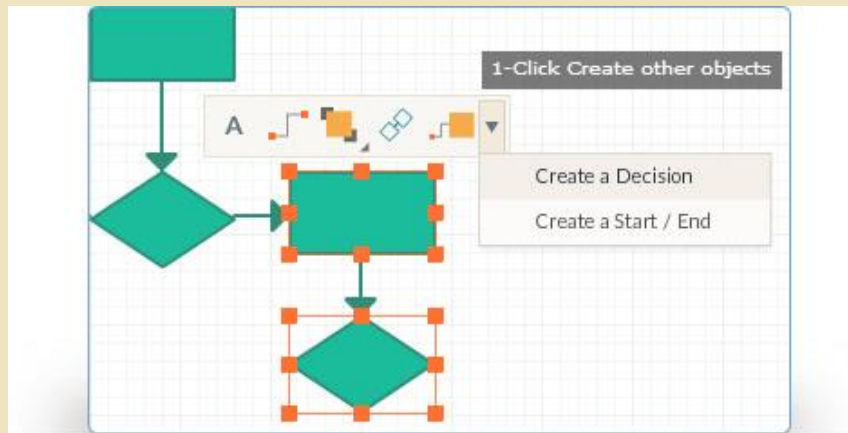 1-Click Create other objects
A
Create a Decision
Create a Start / End